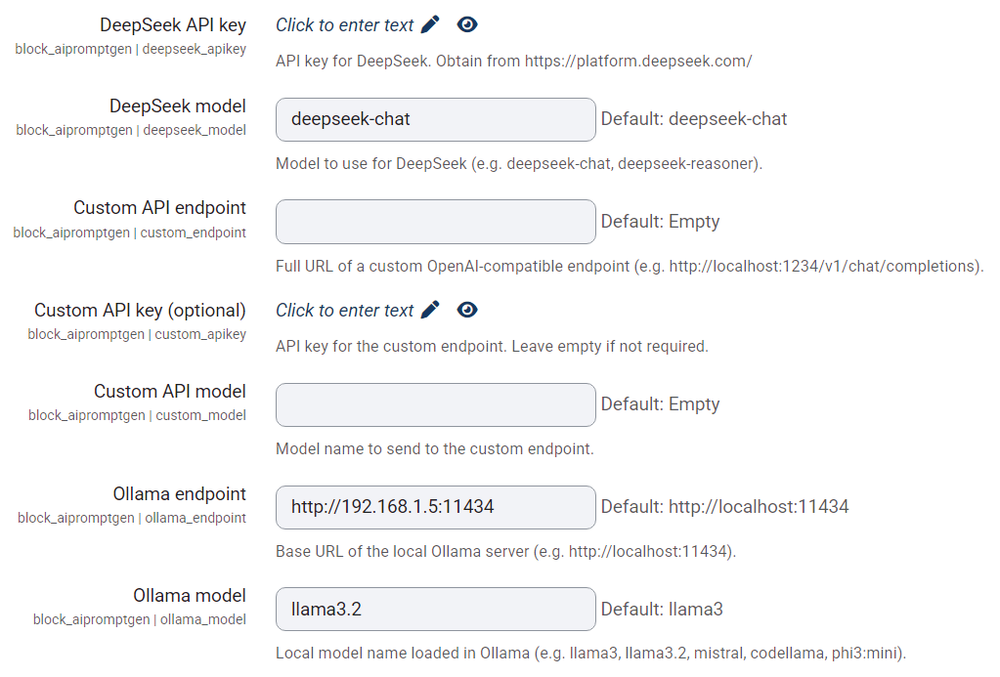 DeepSeek API key
Click to enter text
block_aipromptgen | deepseek_apikey
API key for DeepSeek. Obtain from https://platform.deepseek.com/
DeepSeek model
deepseek-chat
Default: deepseek-chat
block_aipromptgen | deepseek_model
Model to use for DeepSeek (e.g. deepseek-chat, deepseek-reasoner).
Custom API endpoint
Default: Empty
block_aipromptgen | custom_endpoint
Full URL of a custom OpenAI-compatible endpoint (e.g. http://localhost:1234/v1/chat/completions).
Custom API key (optional)
Click to enter text
block_aipromptgen | custom_apikey
API key for the custom endpoint. Leave empty if not required.
Custom API model
Default: Empty
block_aipromptgen | custom_model
Model name to send to the custom endpoint.
Ollama endpoint
http://192.168.1.5:11434
Default: http://localhost:11434
block_aipromptgen | ollama_endpoint
Base URL of the local Ollama server (e.g. http://localhost:11434).
Ollama model
llama3.2
Default: llama3
block_aipromptgen | ollama_model
Local model name loaded in Ollama (e.g. llama3, llama3.2, mistral, codellama, phi3:mini).